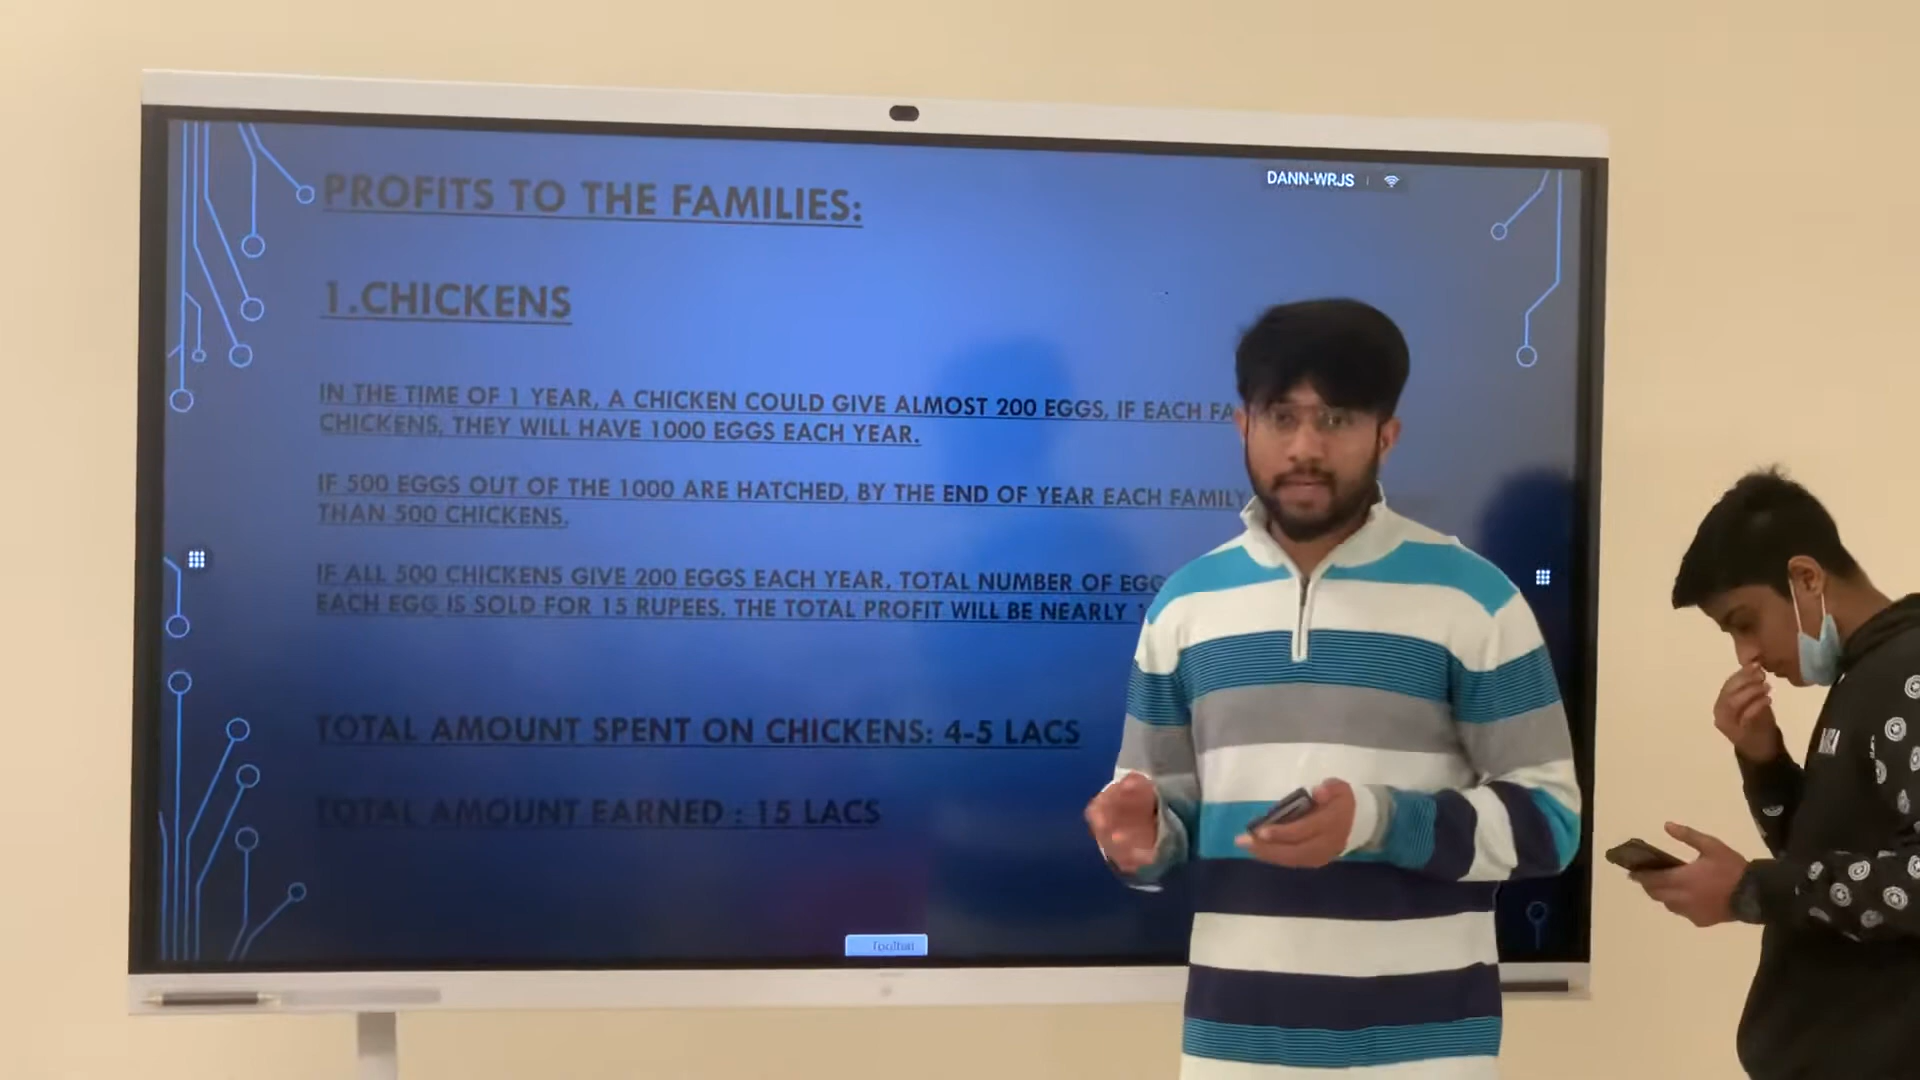 DANN-WRJS
PROFITS TO THE FAMILIES:
1.CHICKENS
IN THE TIME OF 1 YEAR, A CHICKEN COULD GIVE ALMOST 200 EGGS, IF EACH FA
CHICKENS, THEY WILL HAVE 1000 EGGS EACH YEAR.
IF 500 EGGS OUT OF THE 1000 ARE HATCHED, BY THE END OF YEAR EACH FAMILY
THAN 500 CHICKENS.
IF ALL 500 CHICKENS GIVE 200 EGGS EACH YEAR, TOTAL NUMBER OF EGG
EACH EGG IS SOLD FOR 15 RUPEES. THE TOTAL PROFIT WILL BE NEARLY
TOTAL AMOUNT SPENT ON CHICKENS: 4-5 LACS
TOTAL AMOUNT EARNED : 15 LACS